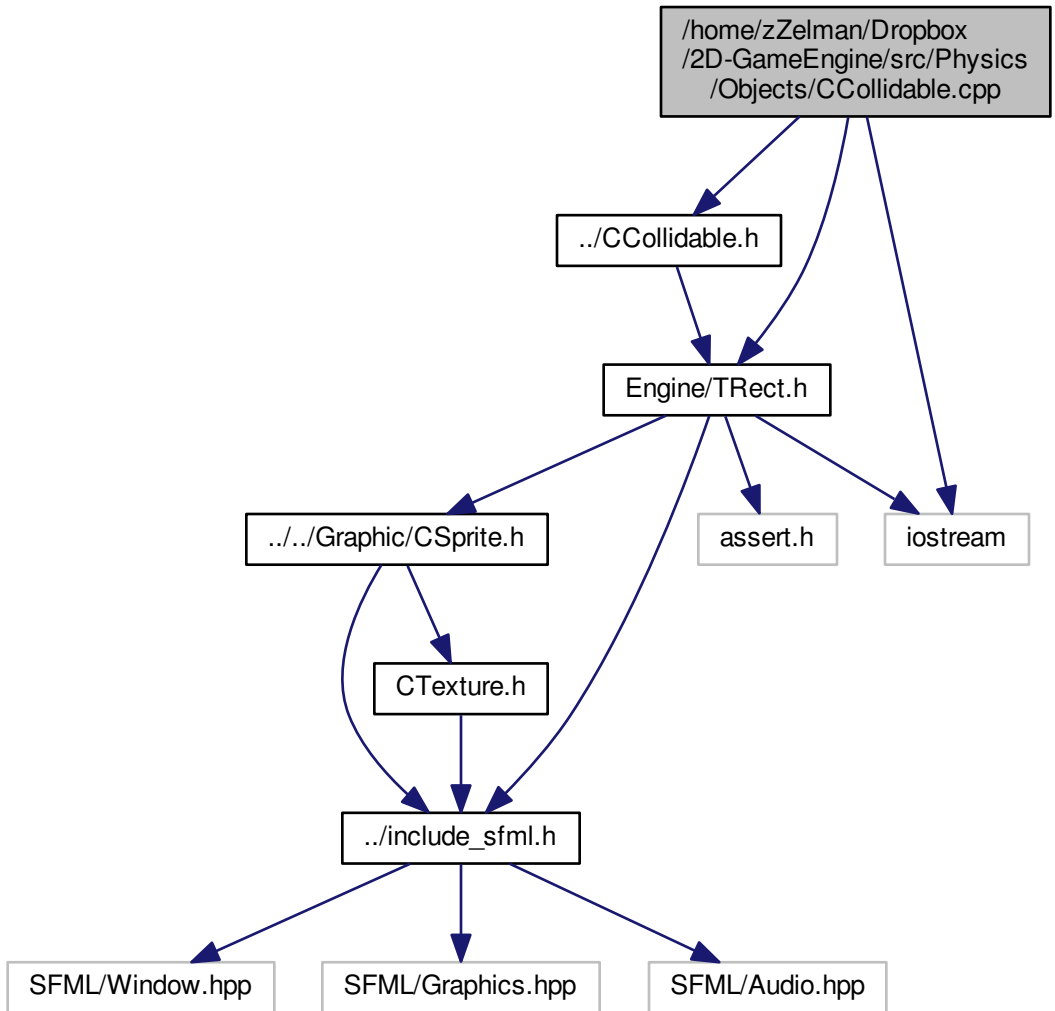 /home/zZelman/Dropbox
/2D-GameEngine/src/Physics
/Objects/CCollidable.cpp
../CCollidable.h
Engine/TRect.h
../../Graphic/CSprite.h
assert.h
iostream
CTexture.h
../include_sfml.h
SFML/Window.hpp
SFML/Graphics.hpp
SFML/Audio.hpp